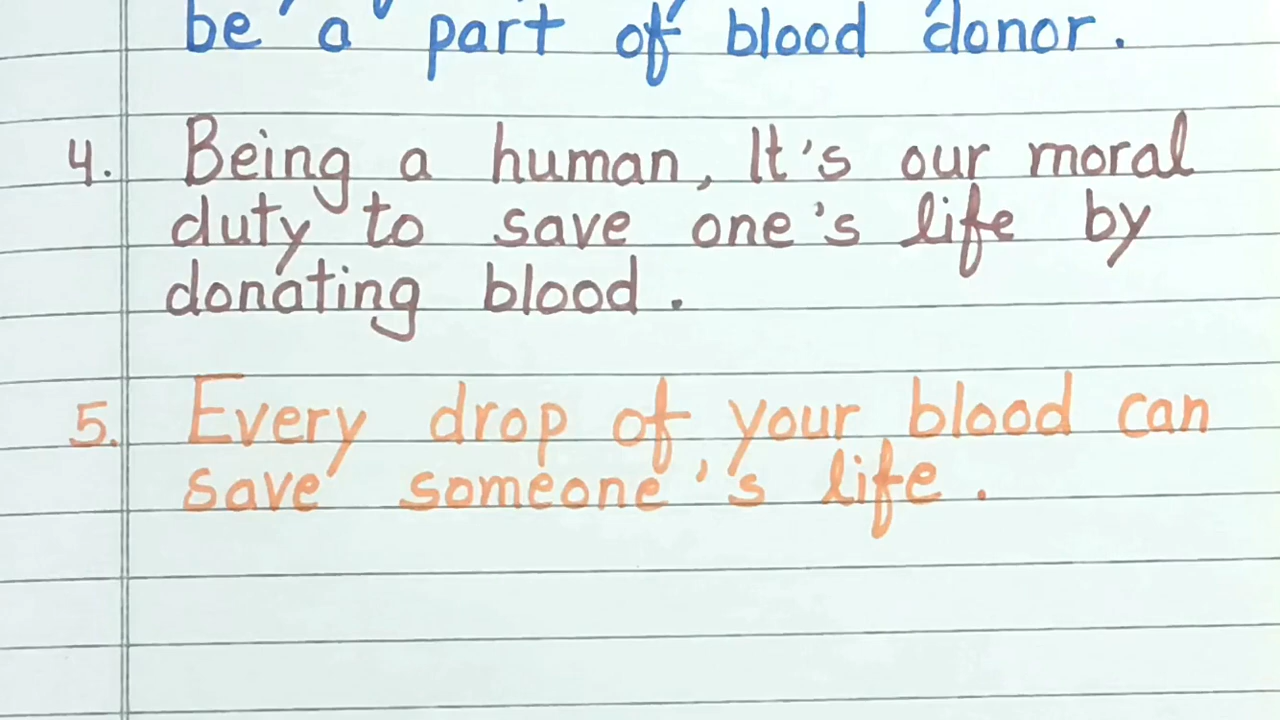 be a part of blood donor.
4. Being a human, It's our moral
duty to save one's life by
donating blood.
5. Every drop of your blood can
save someone's life.